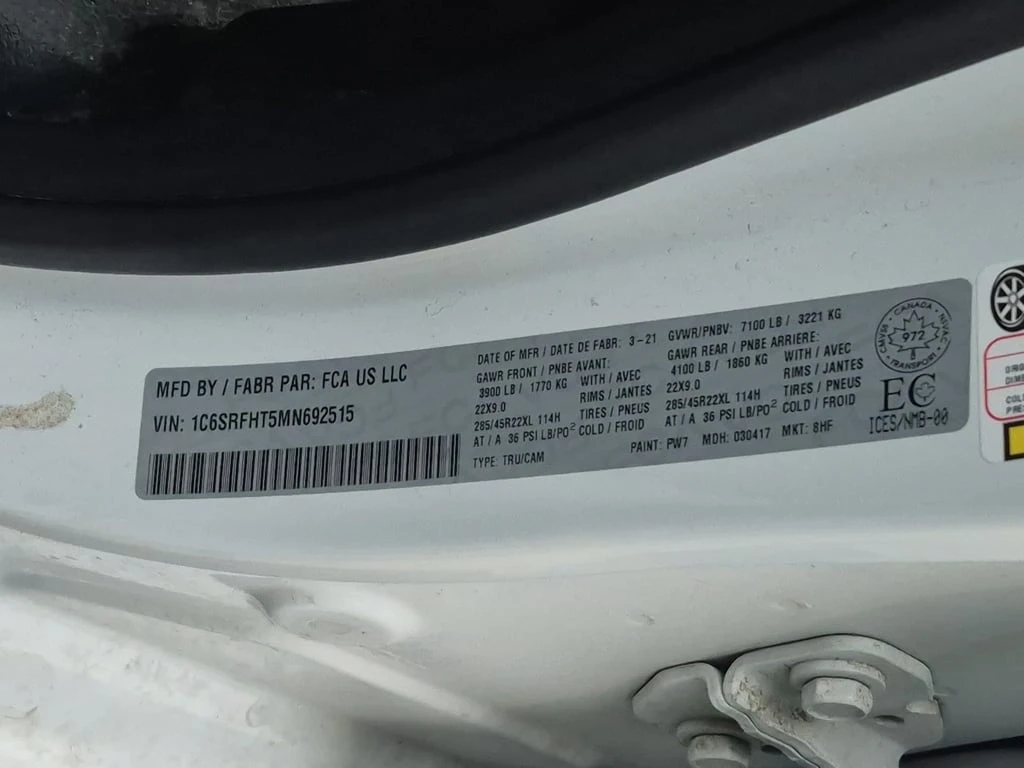 MFD BY / FABR PAR: FCA US LLC
VIN: 1C6SRFHT5MN692515
DATE OF MFR / DATE DE FABR: 3-21
GAWR FRONT / PNBE AVANT:
3900 LB / 1770 KG WITH / AVEC
22X9.0 RIMS / JANTES
285/45R22XL 114H TIRES / PNEUS
AT / A 36 PSI LB/PO² COLD / FROID
TYPE: TRU/CAM
GVWR/PNBV: 7100 LB / 3221 KG
GAWR REAR / PNBE ARRIERE:
4100 LB / 1860 KG WITH / AVEC
22X9.0 RIMS / JANTES
285/45R22XL 114H TIRES / PNEUS
AT / A 36 PSI LB/PO² COLD / FROID
PAINT: PW7 MDH: 030417 MKT: 8HF
CMVSR CANADA NSVAC
972
TRANSPORT
EC
ICES/NMB-00